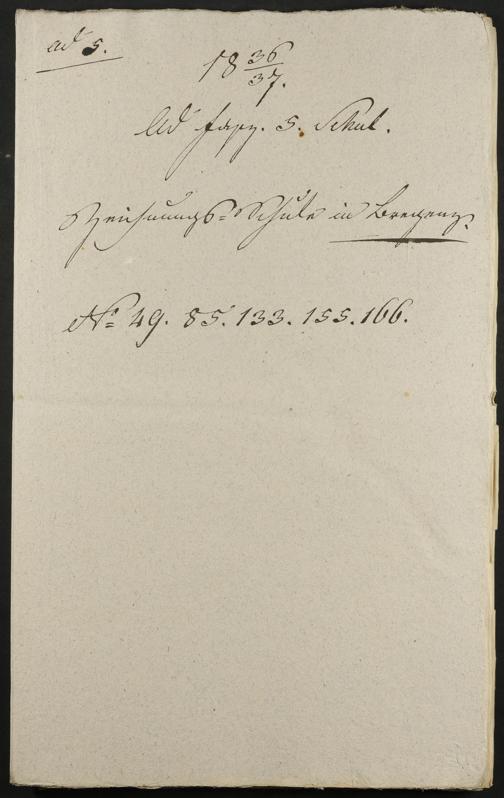 ad 5.
18 36/37.
Ad fasz. 5. Schul.
Zeichnungs-Schule in Bregenz.
No 49. 85. 133. 155. 166.